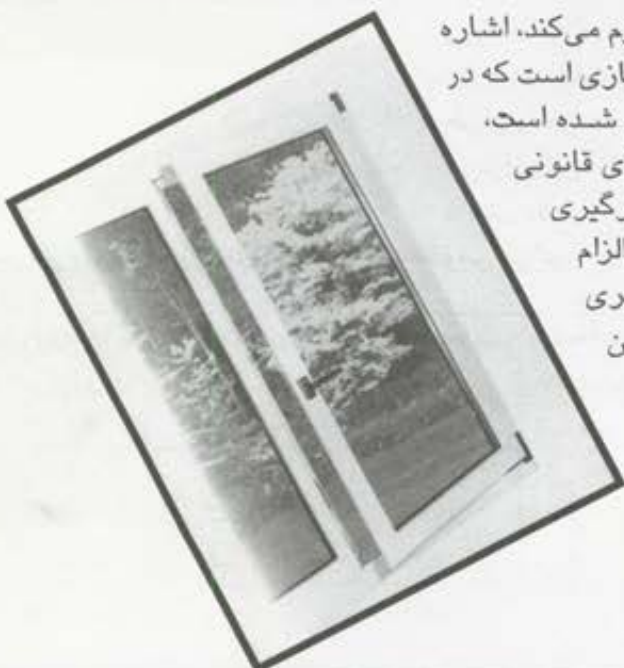 م می‌کند، اشاره
ازی است که در
شده است،
ی قانونی
رگیری
الزام
ری
ن